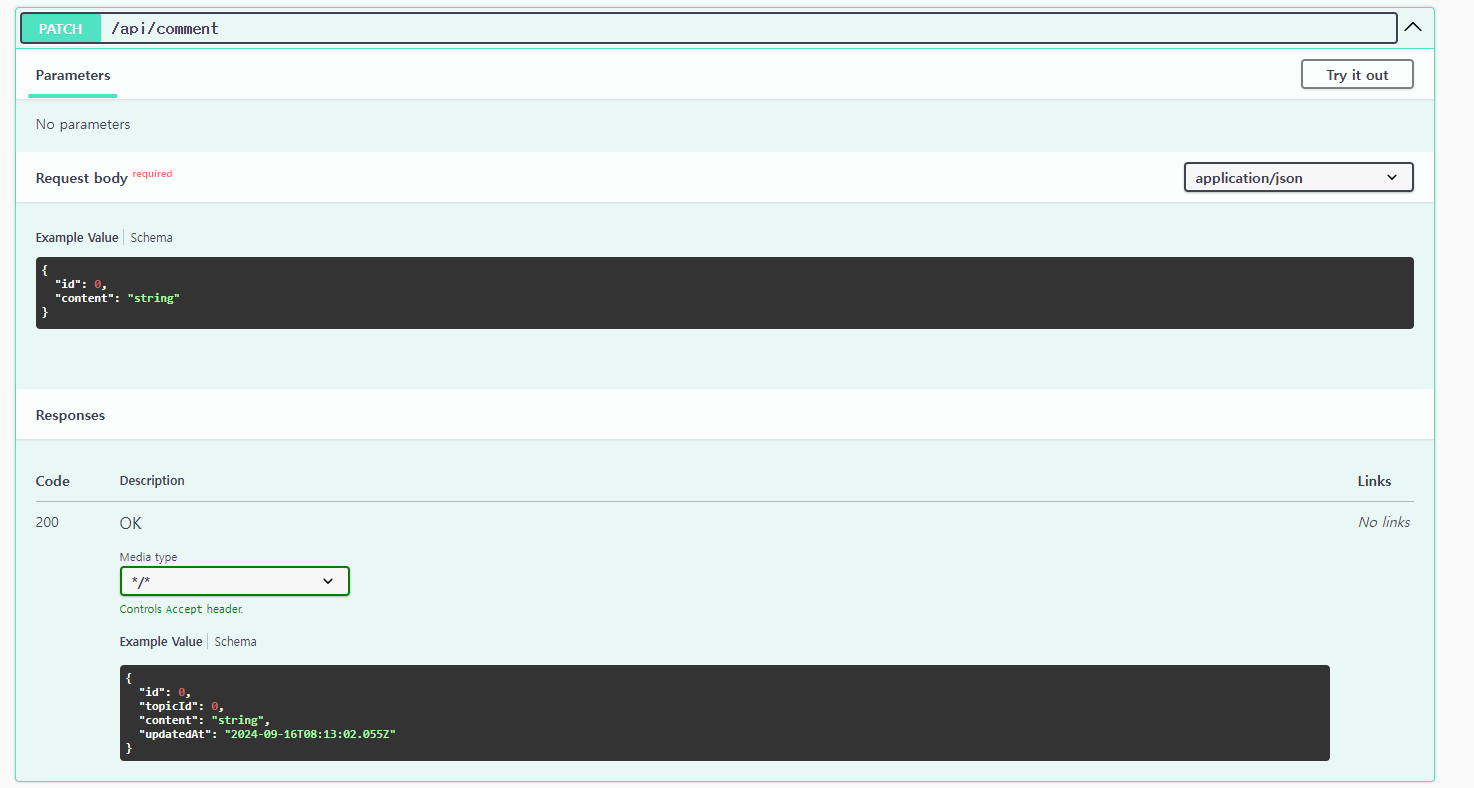 PATCH /api/comment
Parameters
Try it out
No parameters
Request body required
application/json
Example Value Schema
{
  "id": 0,
  "content": "string"
}
Responses
Code Description Links
200 OK No links
Media type
*/*
Controls Accept header.
Example Value Schema
{
  "id": 0,
  "topicId": 0,
  "content": "string",
  "updatedAt": "2024-09-16T08:13:02.055Z"
}